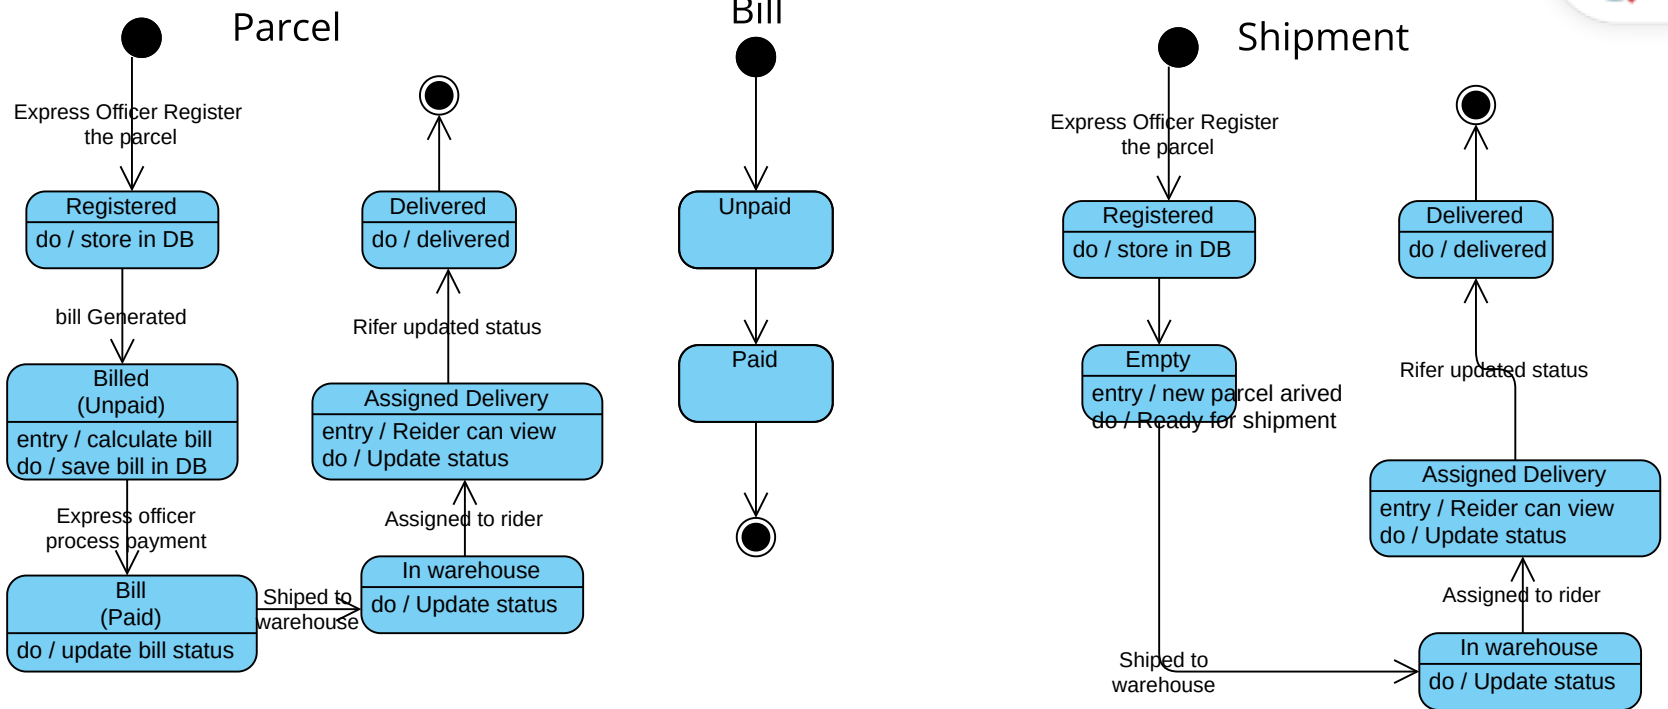 Parcel
Express Officer Register
the parcel
Registered
do / store in DB
bill Generated
Billed
(Unpaid)
entry / calculate bill
do / save bill in DB
Express officer
process payment
Bill
(Paid)
do / update bill status
Shiped to
warehouse
In warehouse
do / Update status
Assigned to rider
Assigned Delivery
entry / Reider can view
do / Update status
Rifer updated status
Delivered
do / delivered
Bill
Unpaid
Paid
Shipment
Express Officer Register
the parcel
Registered
do / store in DB
Empty
entry / new parcel arived
do / Ready for shipment
Shiped to
warehouse
In warehouse
do / Update status
Assigned to rider
Assigned Delivery
entry / Reider can view
do / Update status
Rifer updated status
Delivered
do / delivered